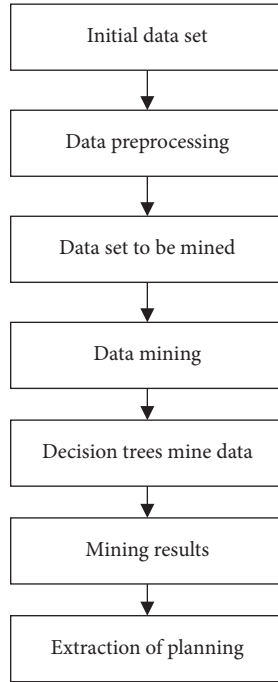 Initial data set
Data preprocessing
Data set to be mined
Data mining
Decision trees mine data
Mining results
Extraction of planning